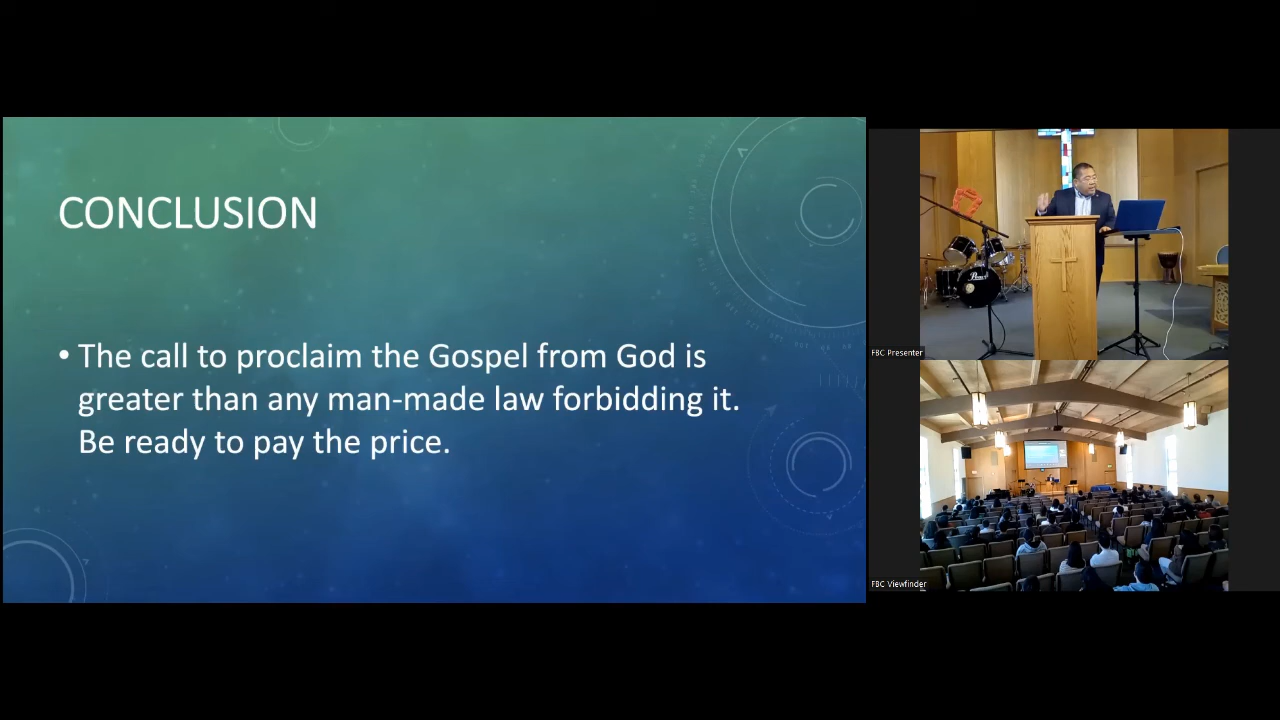 CONCLUSION
• The call to proclaim the Gospel from God is
greater than any man-made law forbidding it.
Be ready to pay the price.
FBC Presenter
FBC Viewfinder